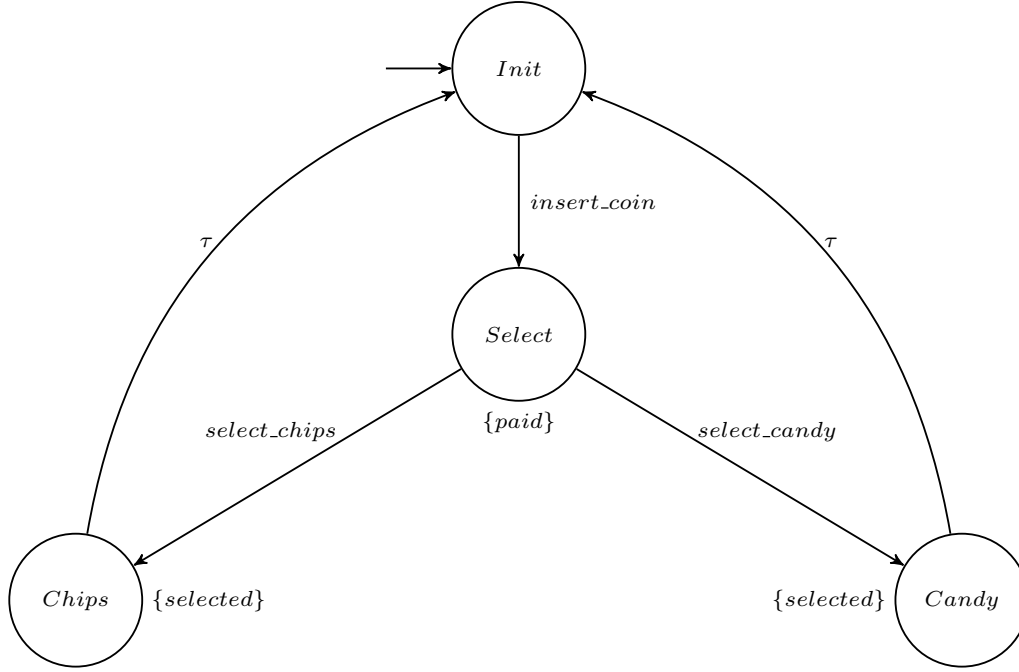 Init
insert_coin
τ
τ
Select
{paid}
select_chips
select_candy
Chips
{selected}
{selected}
Candy